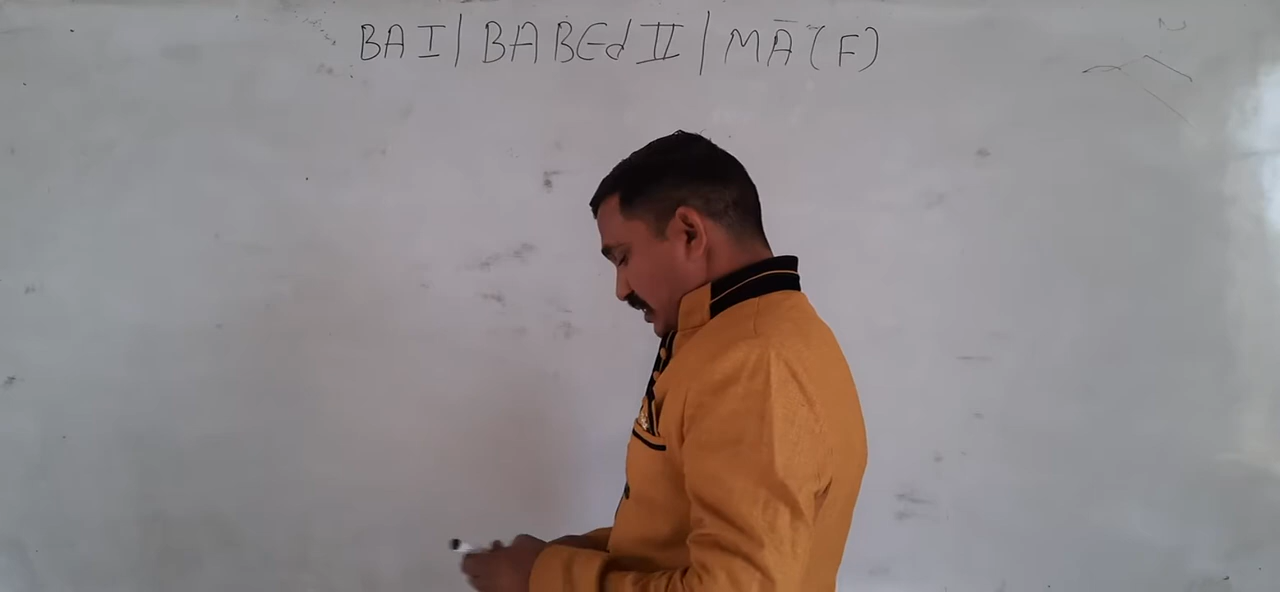 BA I | BA BEd II | MA (F)